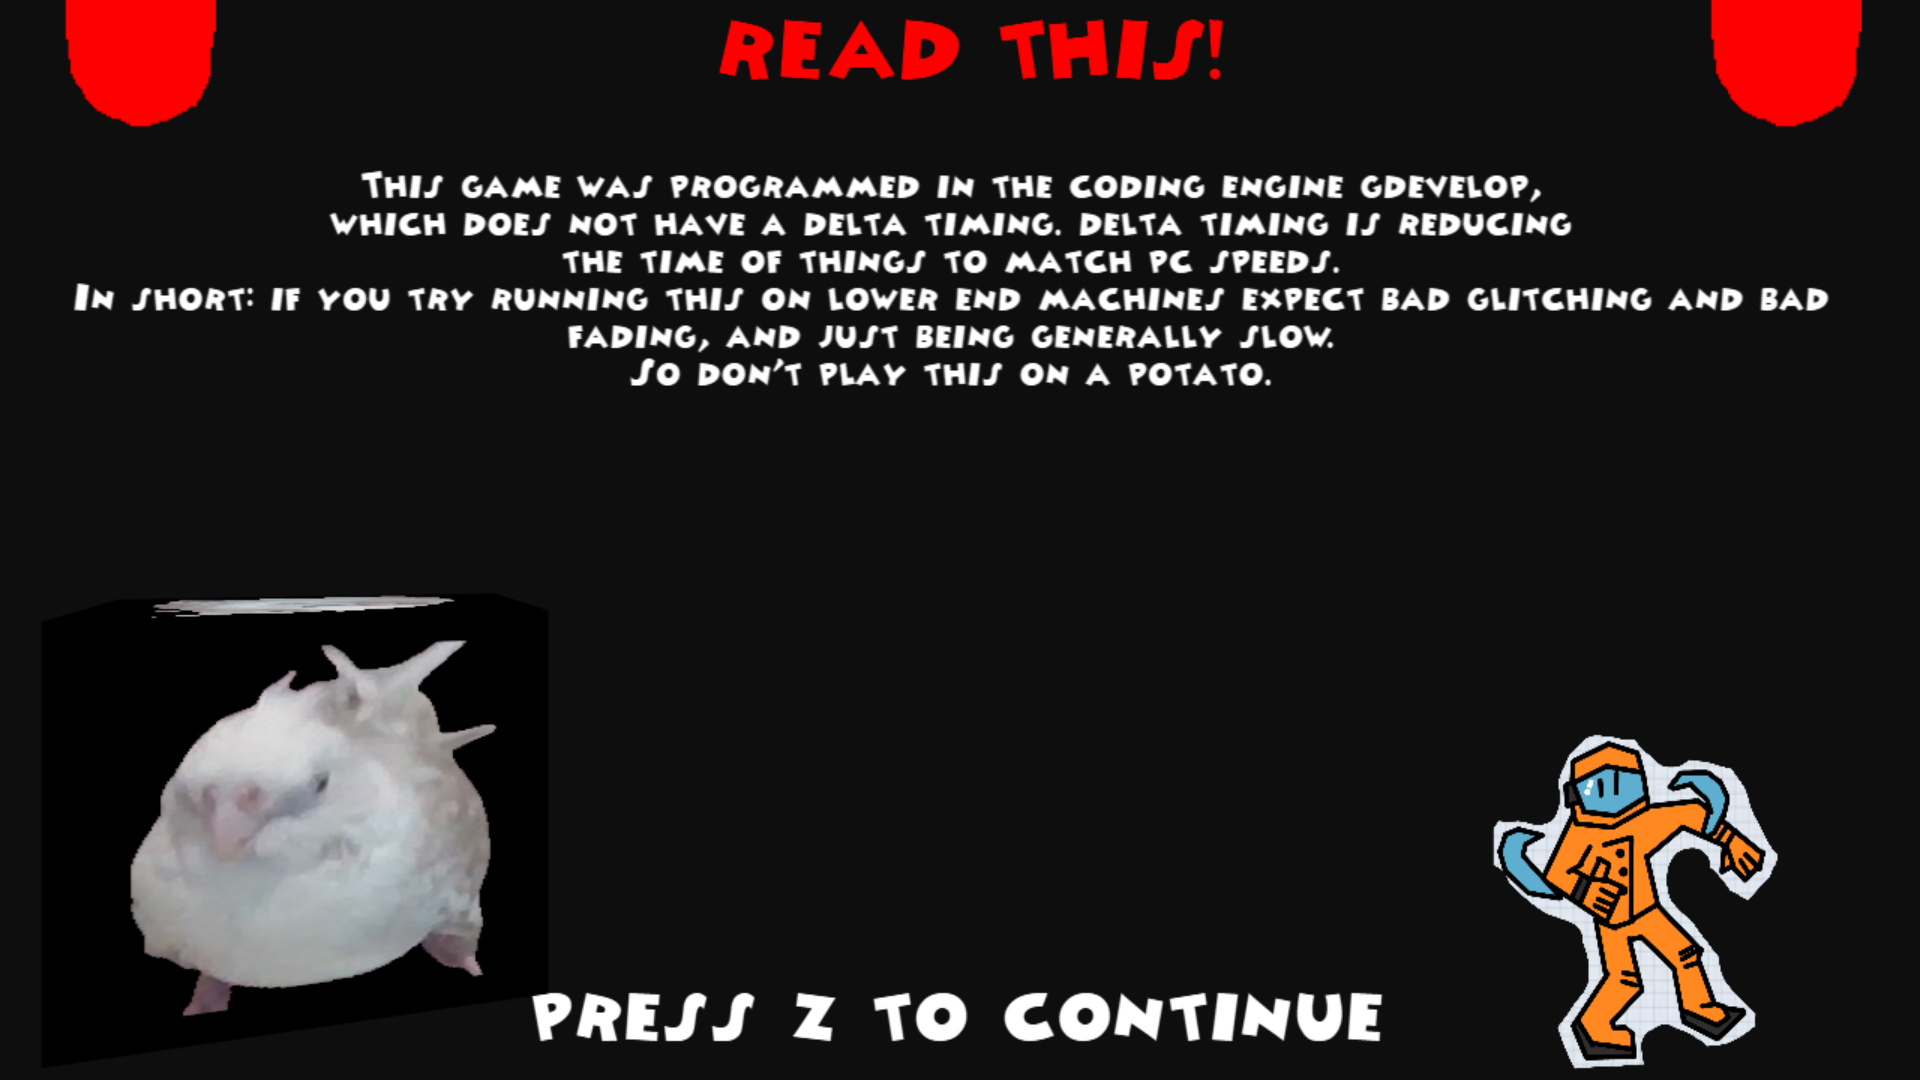 READ THIS!
This game was programmed in the coding engine GDevelop,
which does not have a delta timing. Delta timing is reducing
the time of things to match PC speeds.
In short: if you try running this on lower end machines expect bad glitching and bad
fading, and just being generally slow.
So don't play this on a potato.
PRESS Z TO CONTINUE